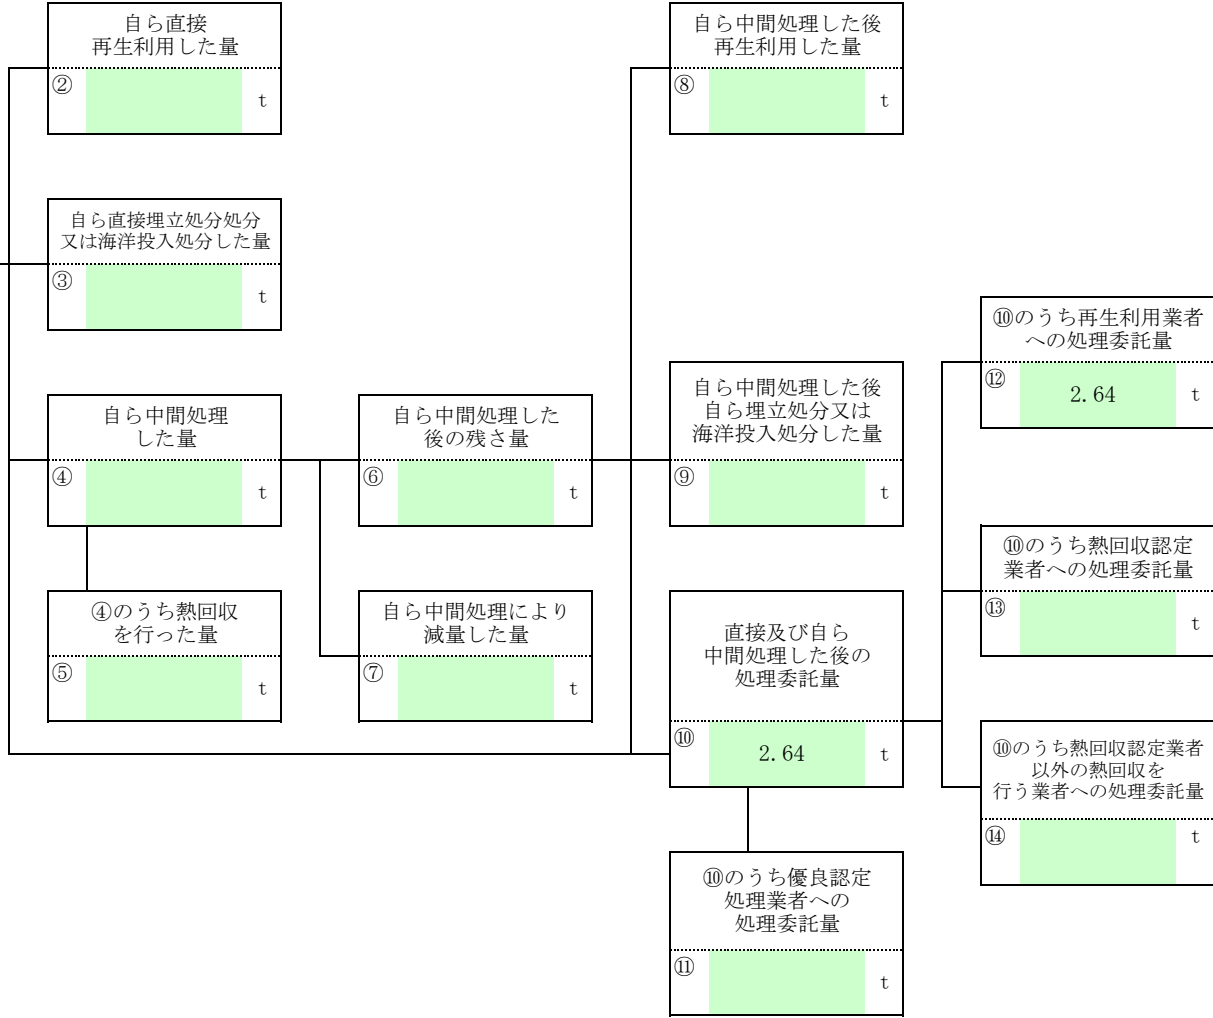 自ら直接
再生利用した量
②
t
自ら中間処理した後
再生利用した量
⑧
t
自ら直接埋立処分処分
又は海洋投入処分した量
③
t
⑩のうち再生利用業者
への処理委託量
⑫
2.64
t
自ら中間処理
した量
④
t
自ら中間処理した
後の残さ量
⑥
t
自ら中間処理した後
自ら埋立処分又は
海洋投入処分した量
⑨
t
⑩のうち熱回収認定
業者への処理委託量
⑬
t
④のうち熱回収
を行った量
⑤
t
自ら中間処理により
減量した量
⑦
t
直接及び自ら
中間処理した後の
処理委託量
⑩
2.64
t
⑩のうち熱回収認定業者
以外の熱回収を
行う業者への処理委託量
⑭
t
⑩のうち優良認定
処理業者への
処理委託量
⑪
t